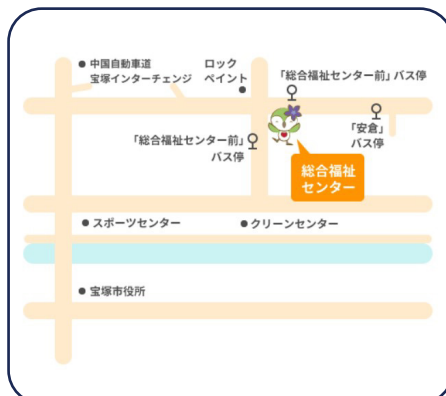 中国自動車道
宝塚インターチェンジ
ロック
ペイント
「総合福祉センター前」バス停
「安倉」
バス停
「総合福祉センター前」
バス停
総合福祉
センター
スポーツセンター
クリーンセンター
宝塚市役所